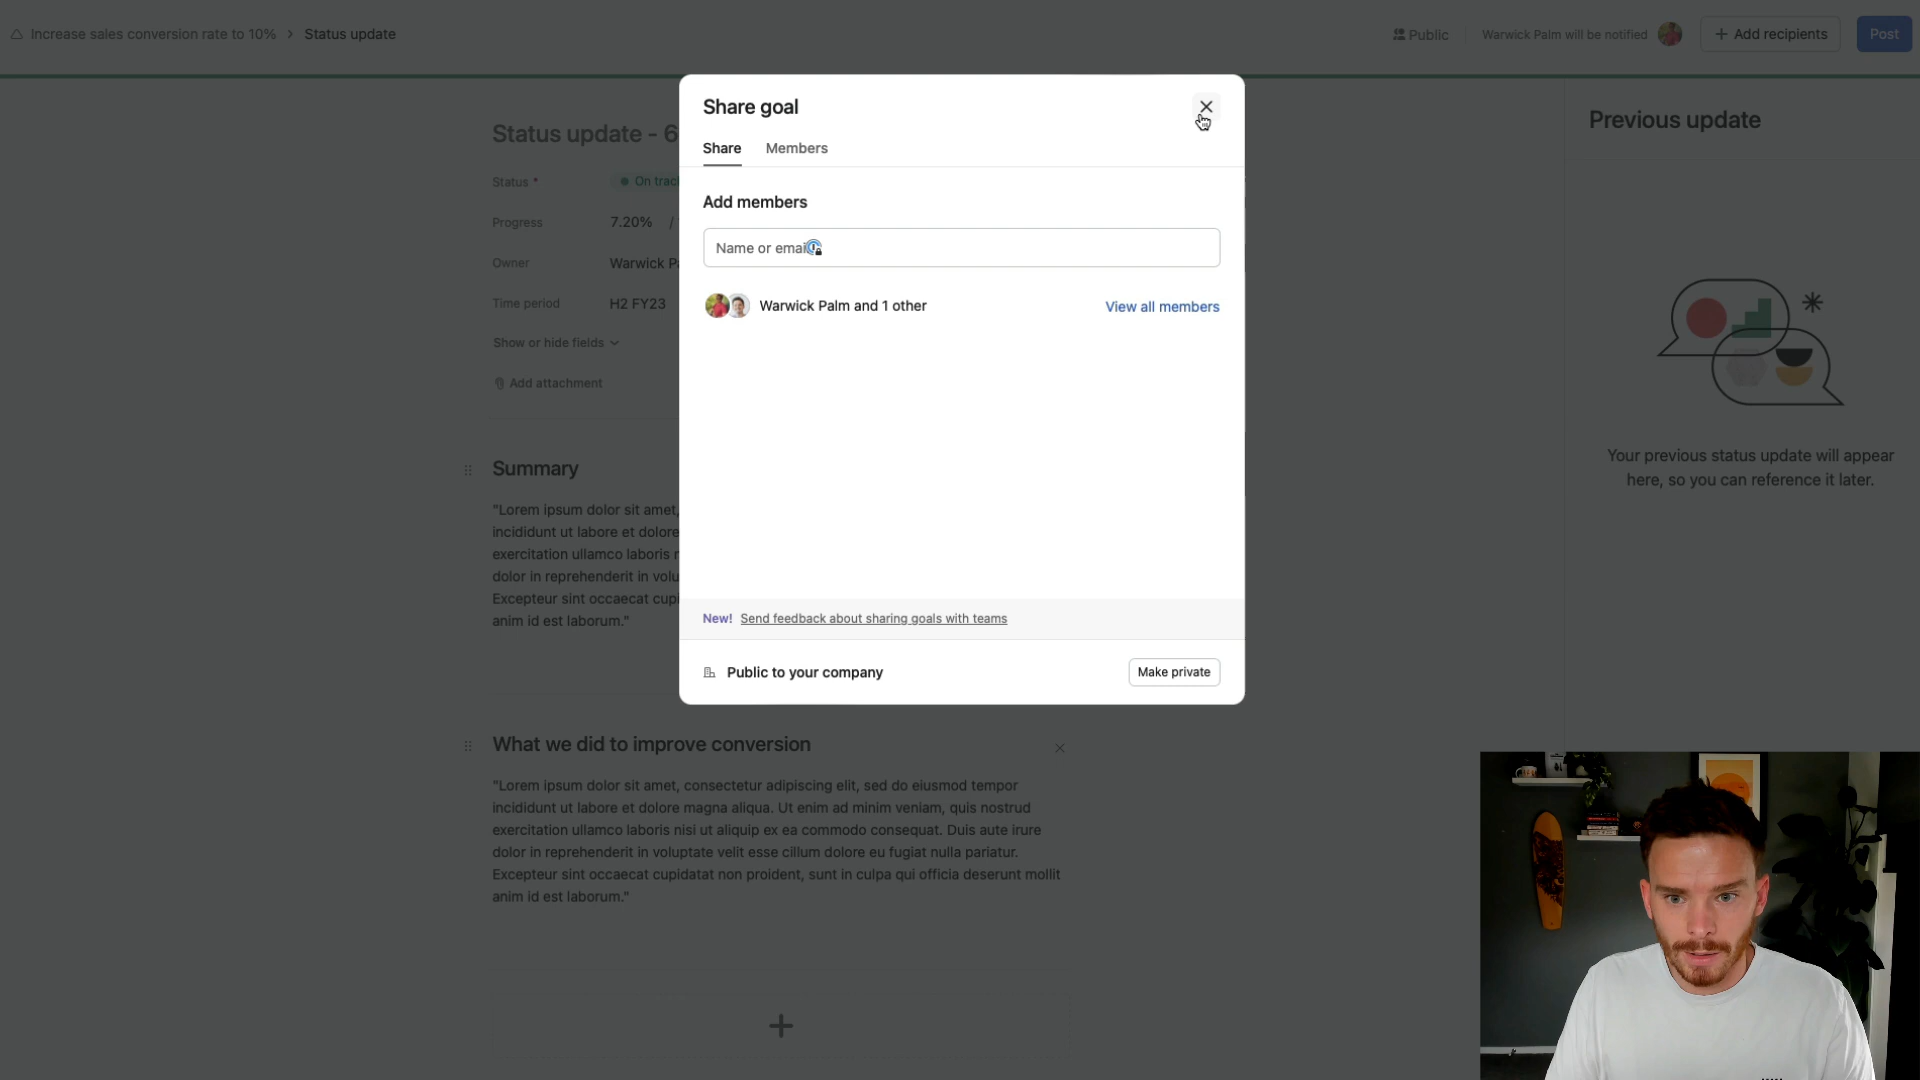 Increase sales conversion rate to 10% > Status update
Public
Warwick Palm will be notified
+ Add recipients
Post
Share goal
Share
Members
Add members
Name or emai
Warwick Palm and 1 other
View all members
New! Send feedback about sharing goals with teams
Public to your company
Make private
Status update - 6
Status *
On trac
Progress
7.20% /
Owner
Warwick P
Time period
H2 FY23
Show or hide fields
Add attachment
Summary
"Lorem ipsum dolor sit amet,
incididunt ut labore et dolore
exercitation ullamco laboris
dolor in reprehenderit in volu
Excepteur sint occaecat cupi
anim id est laborum."
What we did to improve conversion
"Lorem ipsum dolor sit amet, consectetur adipiscing elit, sed do eiusmod tempor
incididunt ut labore et dolore magna aliqua. Ut enim ad minim veniam, quis nostrud
exercitation ullamco laboris nisi ut aliquip ex ea commodo consequat. Duis aute irure
dolor in reprehenderit in voluptate velit esse cillum dolore eu fugiat nulla pariatur.
Excepteur sint occaecat cupidatat non proident, sunt in culpa qui officia deserunt mollit
anim id est laborum."
Previous update
Your previous status update will appear
here, so you can reference it later.